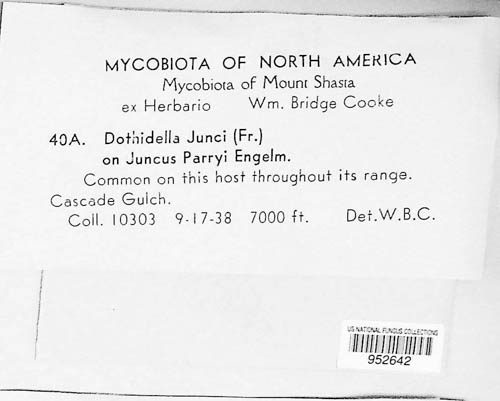 MYCOBIOTA OF NORTH AMERICA
Mycobiota of Mount Shasta
ex Herbario Wm. Bridge Cooke
40A. Dothidella Junci (Fr.)
on Juncus Parryi Engelm.
Common on this host throughout its range.
Cascade Gulch.
Coll. 10303 9-17-38 7000 ft. Det.W.B.C.
US NATIONAL FUNGUS COLLECTIONS
952642